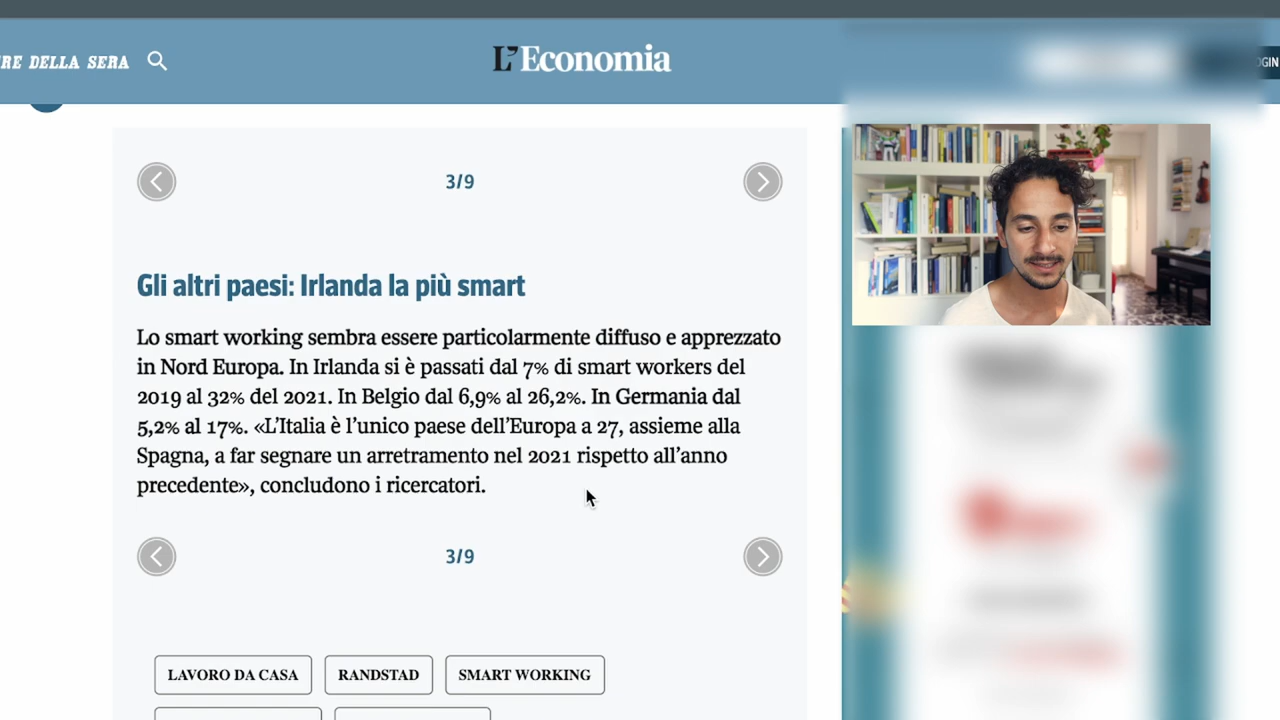 RE DELLA SERA
L'Economia
OGIN
3/9
Gli altri paesi: Irlanda la più smart
Lo smart working sembra essere particolarmente diffuso e apprezzato
in Nord Europa. In Irlanda si è passati dal 7% di smart workers del
2019 al 32% del 2021. In Belgio dal 6,9% al 26,2%. In Germania dal
5,2% al 17%. «L’Italia è l’unico paese dell’Europa a 27, assieme alla
Spagna, a far segnare un arretramento nel 2021 rispetto all’anno
precedente», concludono i ricercatori.
3/9
LAVORO DA CASA
RANDSTAD
SMART WORKING